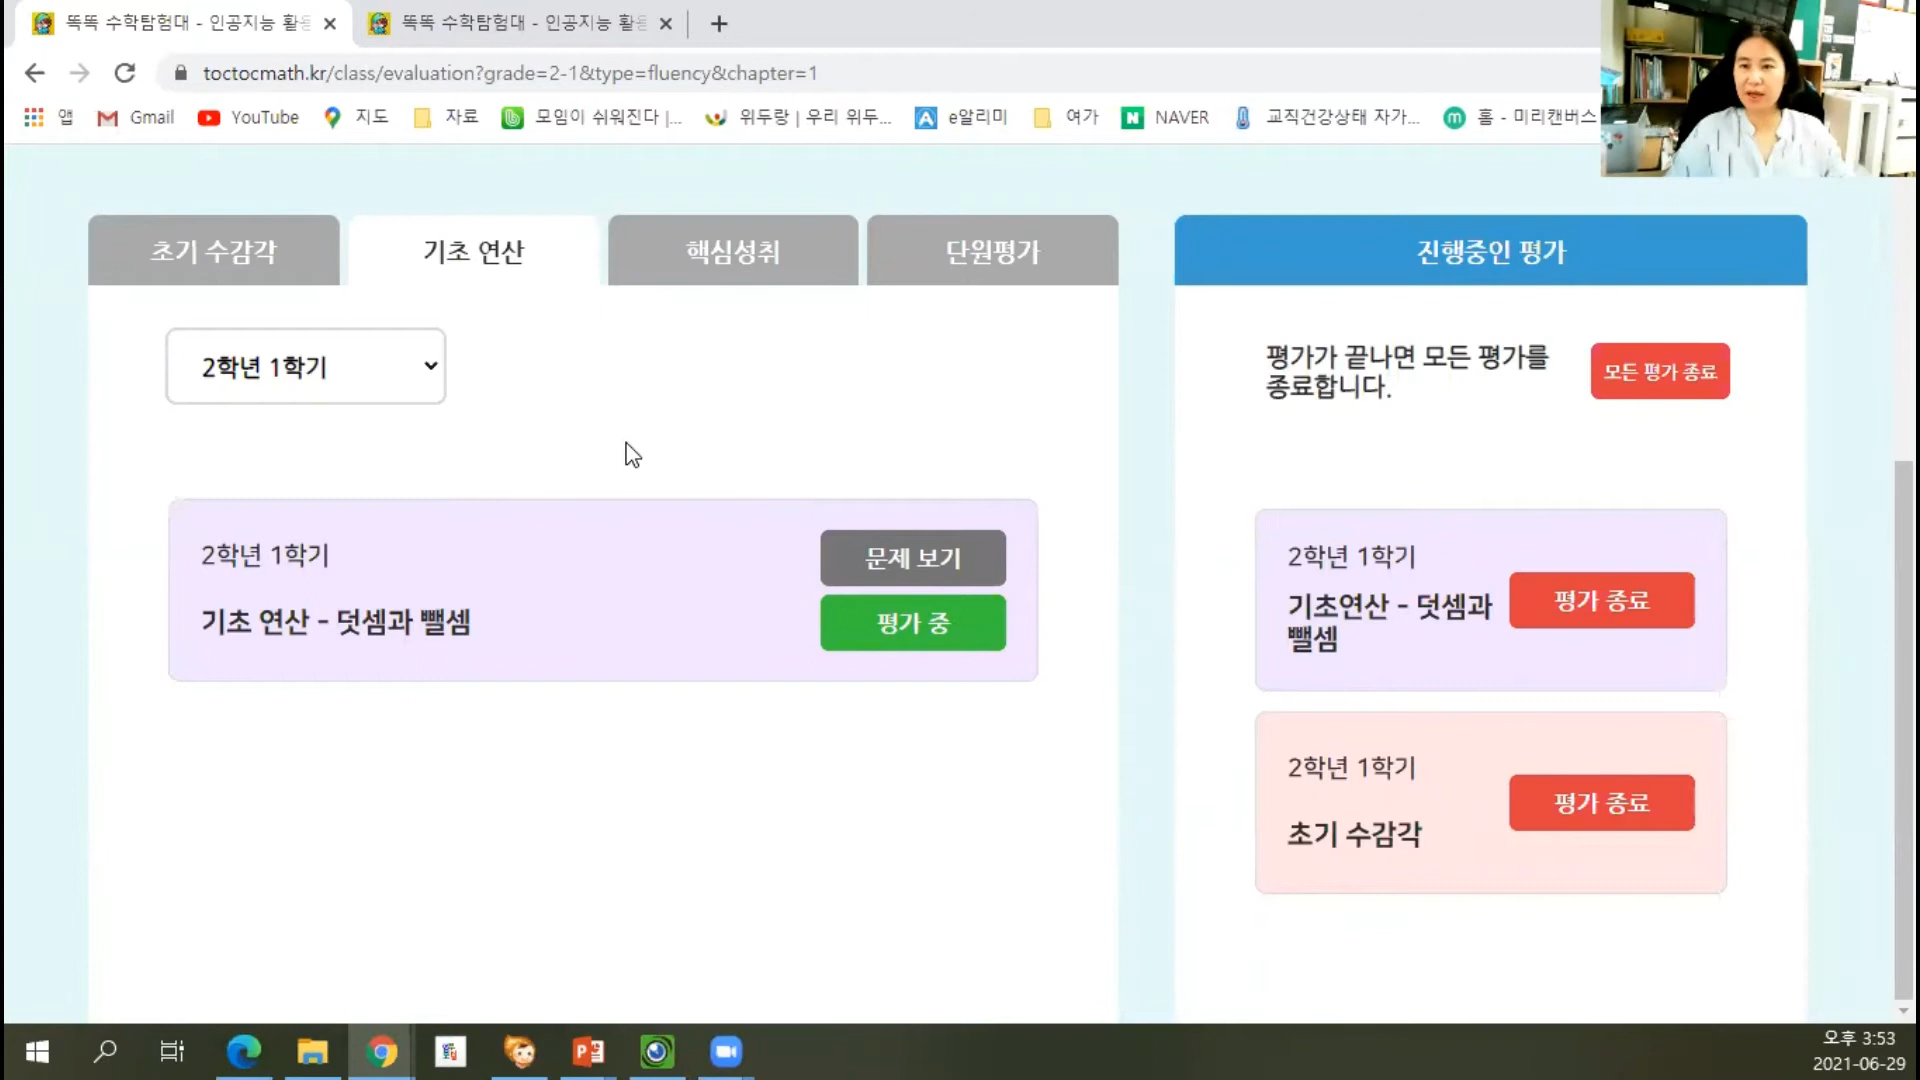 똑똑 수학탐험대 - 인공지능 활용
똑똑 수학탐험대 - 인공지능 활용
toctocmath.kr/class/evaluation?grade=2-1&type=fluency&chapter=1
앱
Gmail
YouTube
지도
자료
모임이 쉬워진다 |...
위두랑 | 우리 위두...
e알리미
여가
NAVER
교직건강상태 자가...
홈 - 미리캔버스
초기 수감각
기초 연산
핵심성취
단원평가
진행중인 평가
2학년 1학기
평가가 끝나면 모든 평가를
종료합니다.
모든 평가 종료
2학년 1학기
문제 보기
기초 연산 - 덧셈과 뺄셈
평가 중
2학년 1학기
기초연산 - 덧셈과
뺄셈
평가 종료
2학년 1학기
초기 수감각
평가 종료
오후 3:53
2021-06-29